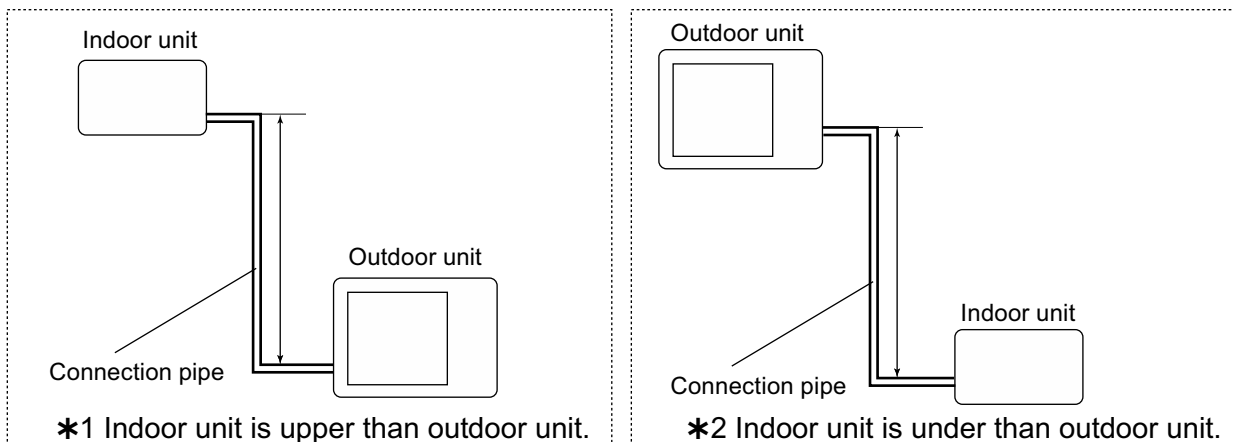 Indoor unit
Outdoor unit
Connection pipe
*1 Indoor unit is upper than outdoor unit.
Outdoor unit
Indoor unit
Connection pipe
*2 Indoor unit is under than outdoor unit.